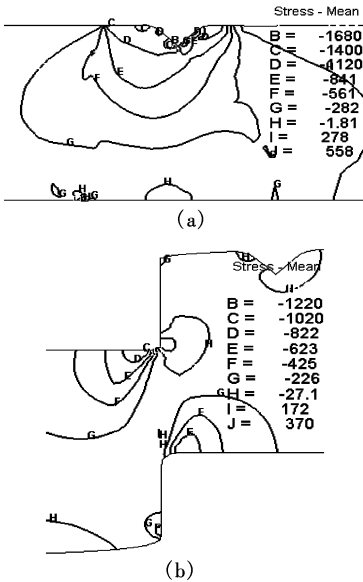 Stress - Mean
B = -1680
C = -1400
D = -1120
E = -841
F = -561
G = -282
H = -1.81
I = 278
J = 558
C
D
D
C
B
E
E
F
E
F
G
G
G
H
G
(a)
Stress - Mean
B = -1220
C = -1020
D = -822
E = -623
F = -425
G = -226
H = -27.1
I = 172
J = 370
G
H
H
C
D
E
F
G
H
H
H
G
F
E
H
G
(b)